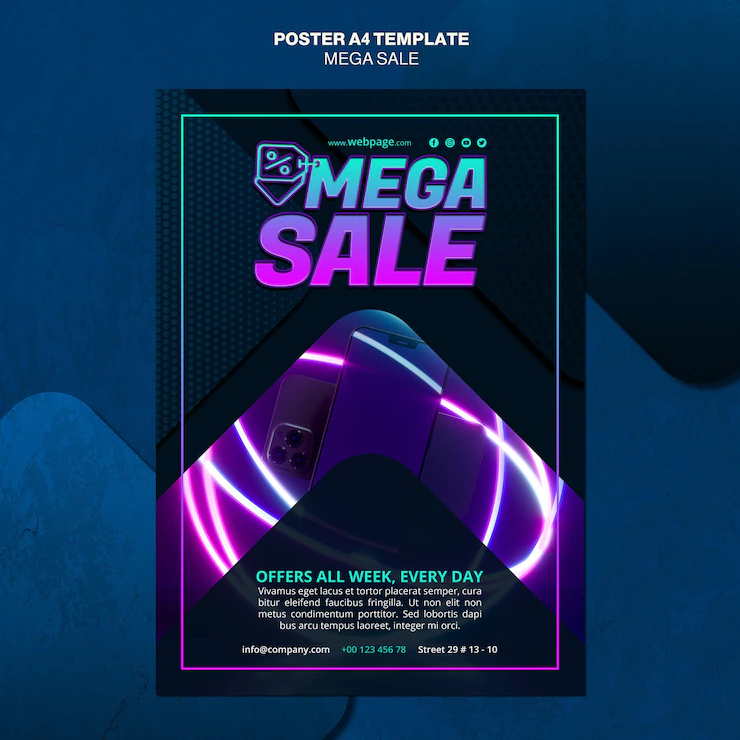 POSTER A4 TEMPLATE
MEGA SALE
www.webpage.com
%
MEGA
SALE
OFFERS ALL WEEK, EVERY DAY
Vivamus eget lacus et tortor placerat semper, cura
bitur eleifend faucibus fringilla. Ut non elit non
metus condimentum porttitor. Sed lobortis dapi
bus arcu tempus laoreet, integer mi orci.
info@company.com +00 123 456 78 Street 29 # 13 - 10